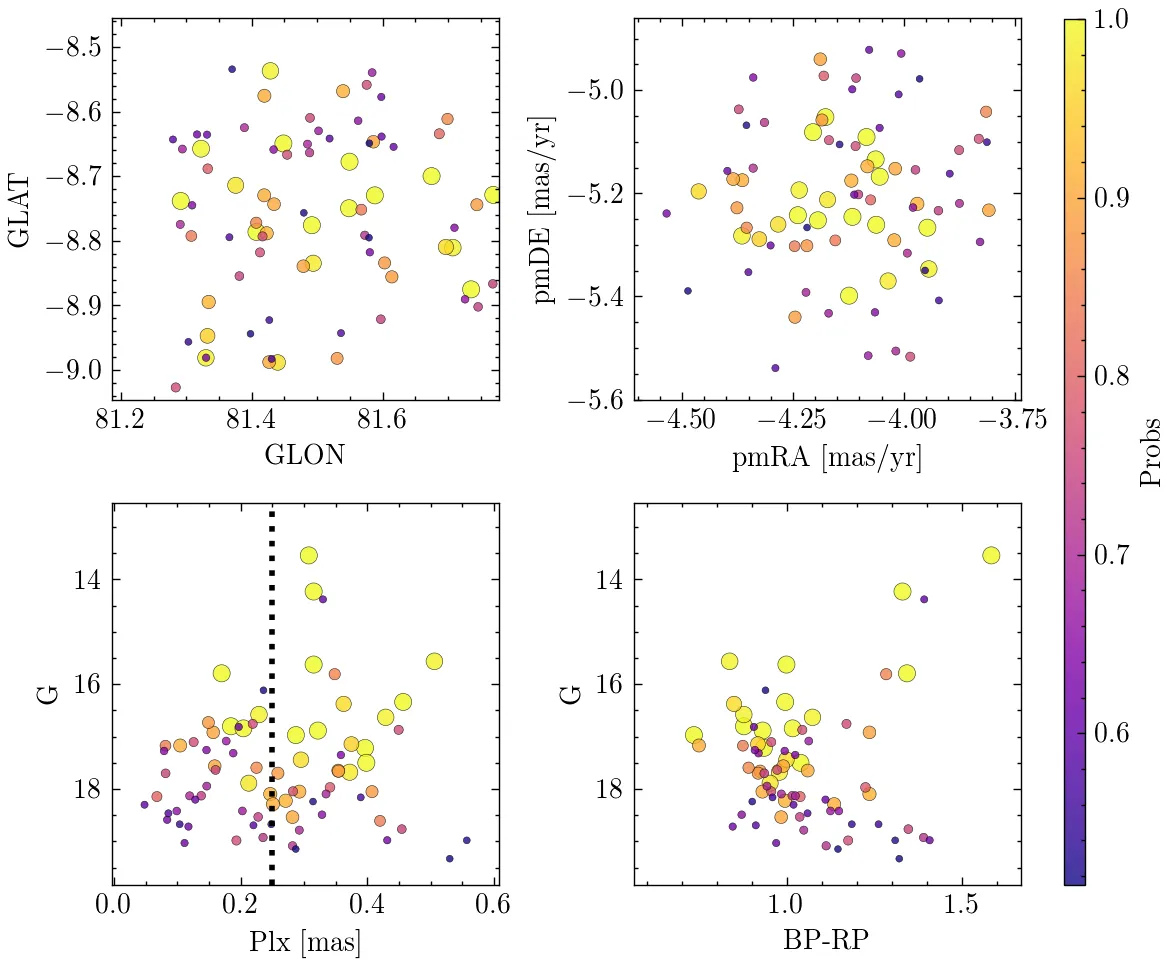 −8.5
−8.6
−8.7
−8.8
−8.9
−9.0
GLAT
81.2 81.4 81.6
GLON
−5.0
−5.2
−5.4
−5.6
pmDE [mas/yr]
−4.50 −4.25 −4.00 −3.75
pmRA [mas/yr]
1.0
0.9
0.8
0.7
0.6
Probs
14
16
18
G
0.0 0.2 0.4 0.6
Plx [mas]
14
16
18
G
1.0 1.5
BP-RP